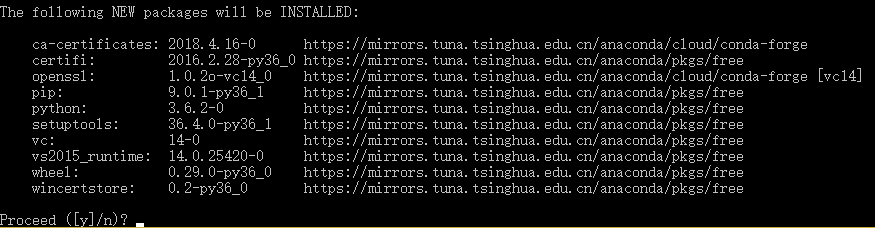 The following NEW packages will be INSTALLED:
ca-certificates: 2018.4.16-0 https://mirrors.tuna.tsinghua.edu.cn/anaconda/cloud/conda-forge
certifi: 2016.2.28-py36_0 https://mirrors.tuna.tsinghua.edu.cn/anaconda/pkgs/free
openssl: 1.0.2o-vc14_0 https://mirrors.tuna.tsinghua.edu.cn/anaconda/cloud/conda-forge [vc14]
pip: 9.0.1-py36_1 https://mirrors.tuna.tsinghua.edu.cn/anaconda/pkgs/free
python: 3.6.2-0 https://mirrors.tuna.tsinghua.edu.cn/anaconda/pkgs/free
setuptools: 36.4.0-py36_1 https://mirrors.tuna.tsinghua.edu.cn/anaconda/pkgs/free
vc: 14-0 https://mirrors.tuna.tsinghua.edu.cn/anaconda/pkgs/free
vs2015_runtime: 14.0.25420-0 https://mirrors.tuna.tsinghua.edu.cn/anaconda/pkgs/free
wheel: 0.29.0-py36_0 https://mirrors.tuna.tsinghua.edu.cn/anaconda/pkgs/free
wincertstore: 0.2-py36_0 https://mirrors.tuna.tsinghua.edu.cn/anaconda/pkgs/free
Proceed ([y]/n)? _